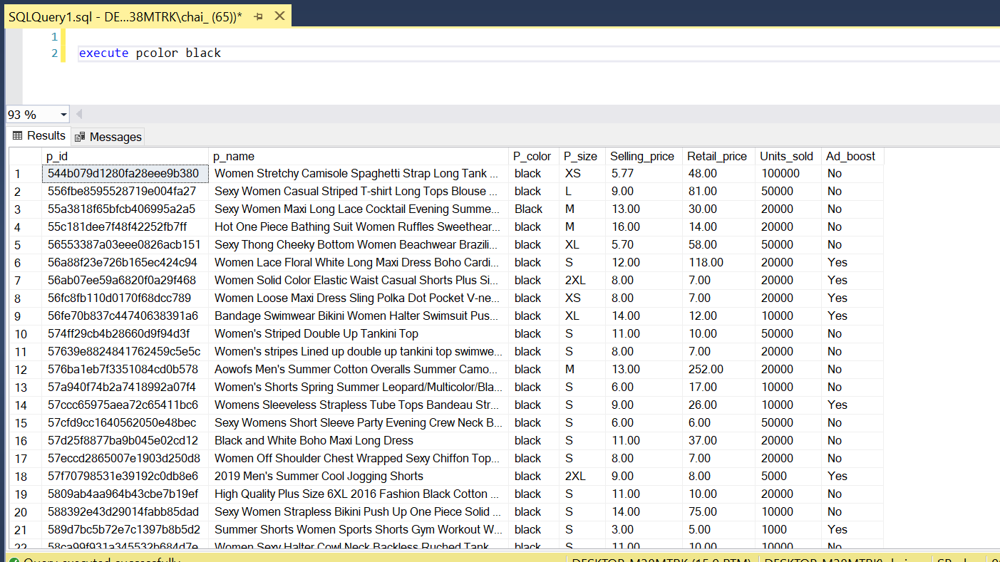 SQLQuery1.sql - DE...38MTRK\chai_ (65))*
1
2 execute pcolor black
93 %
Results Messages
p_id p_name P_color P_size Selling_price Retail_price Units_sold Ad_boost
1 544b079d1280fa28eee9b380 Women Stretchy Camisole Spaghetti Strap Long Tank ... black XS 5.77 48.00 100000 No
2 556fbe8595528719e004fa27 Sexy Women Casual Striped T-shirt Long Tops Blouse ... black L 9.00 81.00 50000 No
3 55a3818f65bfcb406995a2a5 Sexy Women Maxi Long Lace Cocktail Evening Summe... Black M 13.00 30.00 20000 No
4 55c181dee7f48f42252fb7ff Hot One Piece Bathing Suit Women Ruffles Sweethear... black M 16.00 14.00 20000 No
5 56553387a03eee0826acb151 Sexy Thong Cheeky Bottom Women Beachwear Brazili... black XL 5.70 58.00 50000 No
6 56a88f23e726b165ec424c94 Women Lace Floral White Long Maxi Dress Boho Cardi... black S 12.00 118.00 20000 Yes
7 56ab07ee59a6820f0a29f468 Women Solid Color Elastic Waist Casual Shorts Plus Si... black 2XL 8.00 7.00 20000 Yes
8 56fc8fb110d0170f68dcc789 Women Loose Maxi Dress Sling Polka Dot Pocket V-ne... black XS 8.00 7.00 20000 Yes
9 56fe70b837c44740638391a6 Bandage Swimwear Bikini Women Halter Swimsuit Pus... black XL 14.00 12.00 10000 Yes
10 574ff29cb4b28660d9f94d3f Women's Striped Double Up Tankini Top black S 11.00 10.00 50000 No
11 57639e8824841762459c5e5c Women's stripes Lined up double up tankini top swimwe... black S 8.00 7.00 20000 No
12 576ba1eb7f3351084cd0b578 Aowofs Men's Summer Cotton Overalls Summer Camo... black M 13.00 252.00 20000 No
13 57a940f74b2a7418992a07f4 Women's Shorts Spring Summer Leopard/Multicolor/Bla... black S 6.00 17.00 10000 No
14 57ccc65975aea72c65411bc6 Womens Sleeveless Strapless Tube Tops Bandeau Str... black S 9.00 26.00 10000 Yes
15 57cfd9cc1640562050e48bec Sexy Womens Short Sleeve Party Evening Crew Neck B... black S 6.00 6.00 50000 No
16 57d25f8877ba9b045e02cd12 Black and White Boho Maxi Long Dress black S 11.00 37.00 20000 No
17 57eccd2865007e1903d250d8 Women Off Shoulder Chest Wrapped Sexy Chiffon Top... black S 8.00 7.00 20000 No
18 57f70798531e39192c0db8e6 2019 Men's Summer Cool Jogging Shorts black 2XL 9.00 8.00 5000 Yes
19 5809ab4aa964b43cbe7b19ef High Quality Plus Size 6XL 2016 Fashion Black Cotton ... black S 11.00 10.00 20000 No
20 588392e43d29014fabb85dad Sexy Women Strapless Bikini Push Up One Piece Solid ... black S 14.00 75.00 10000 No
21 589d7bc5b72e7c1397b8b5d2 Summer Shorts Women Sports Shorts Gym Workout W... black S 3.00 5.00 1000 Yes
22 58ca99f931a345532b684d7e Women Sexy Halter Cowl Neck Backless Ruched Tank black S 11.00 10.00 10000 No
Query executed successfully DESKTOP-M38MTRK (15.0 RTM)